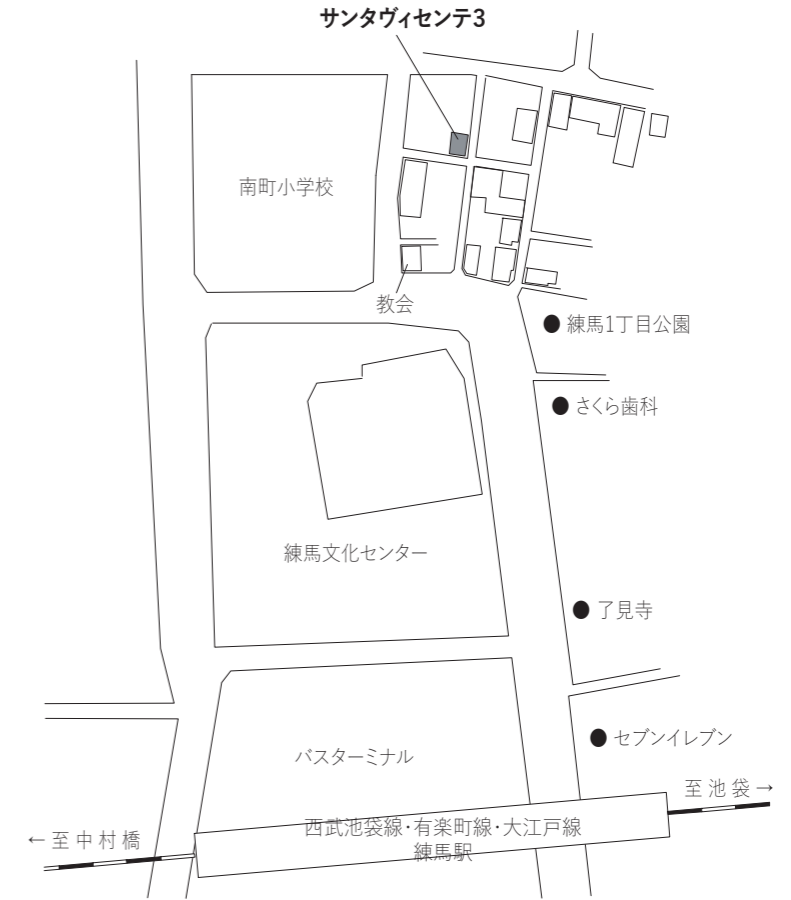 サンタヴィセンテ3
南町小学校
教会
練馬1丁目公園
さくら歯科
練馬文化センター
了見寺
セブンイレブン
バスターミナル
至池袋→
西武池袋線･有楽町線･大江戸線
練馬駅
←至中村橋